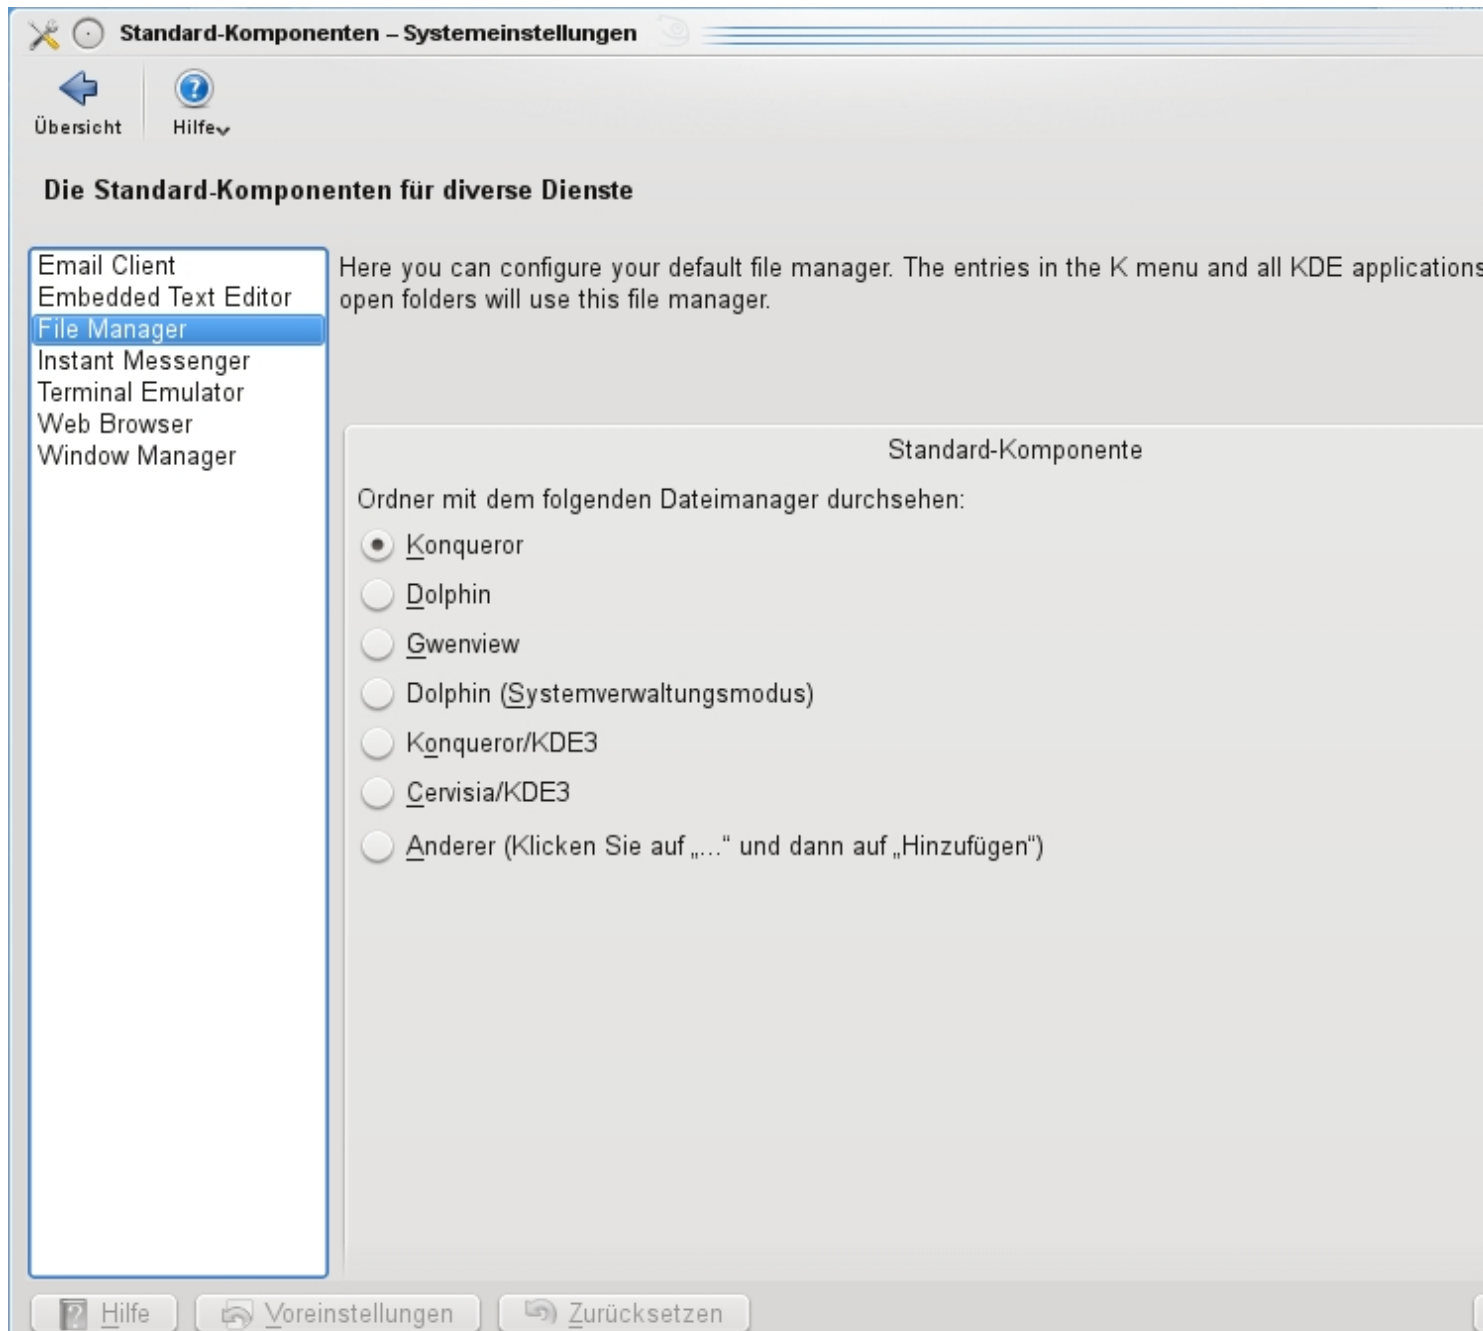 Standard-Komponenten – Systemeinstellungen
Übersicht
Hilfe
Die Standard-Komponenten für diverse Dienste
Email Client
Embedded Text Editor
File Manager
Instant Messenger
Terminal Emulator
Web Browser
Window Manager
Here you can configure your default file manager. The entries in the K menu and all KDE applications
open folders will use this file manager.
Standard-Komponente
Ordner mit dem folgenden Dateimanager durchsehen:
Konqueror
Dolphin
Gwenview
Dolphin (Systemverwaltungsmodus)
Konqueror/KDE3
Cervisia/KDE3
Anderer (Klicken Sie auf „...“ und dann auf „Hinzufügen“)
Hilfe
Voreinstellungen
Zurücksetzen